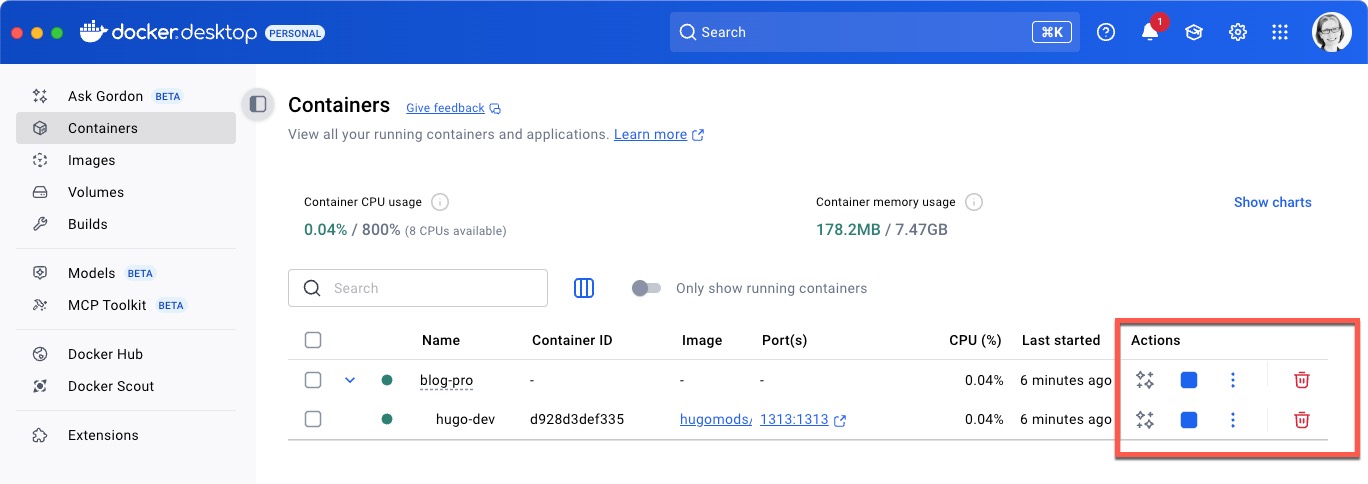 docker.desktop PERSONAL
Search ⌘K
1
Ask Gordon BETA
Containers
Images
Volumes
Builds
Models BETA
MCP Toolkit BETA
Docker Hub
Docker Scout
Extensions
Containers Give feedback
View all your running containers and applications. Learn more
Container CPU usage
0.04% / 800% (8 CPUs available)
Container memory usage
178.2MB / 7.47GB
Show charts
Search
Only show running containers
Name Container ID Image Port(s) CPU (%) Last started Actions
blog-pro - - - 0.04% 6 minutes ago
hugo-dev d928d3def335 hugomods/ 1313:1313 0.04% 6 minutes ago